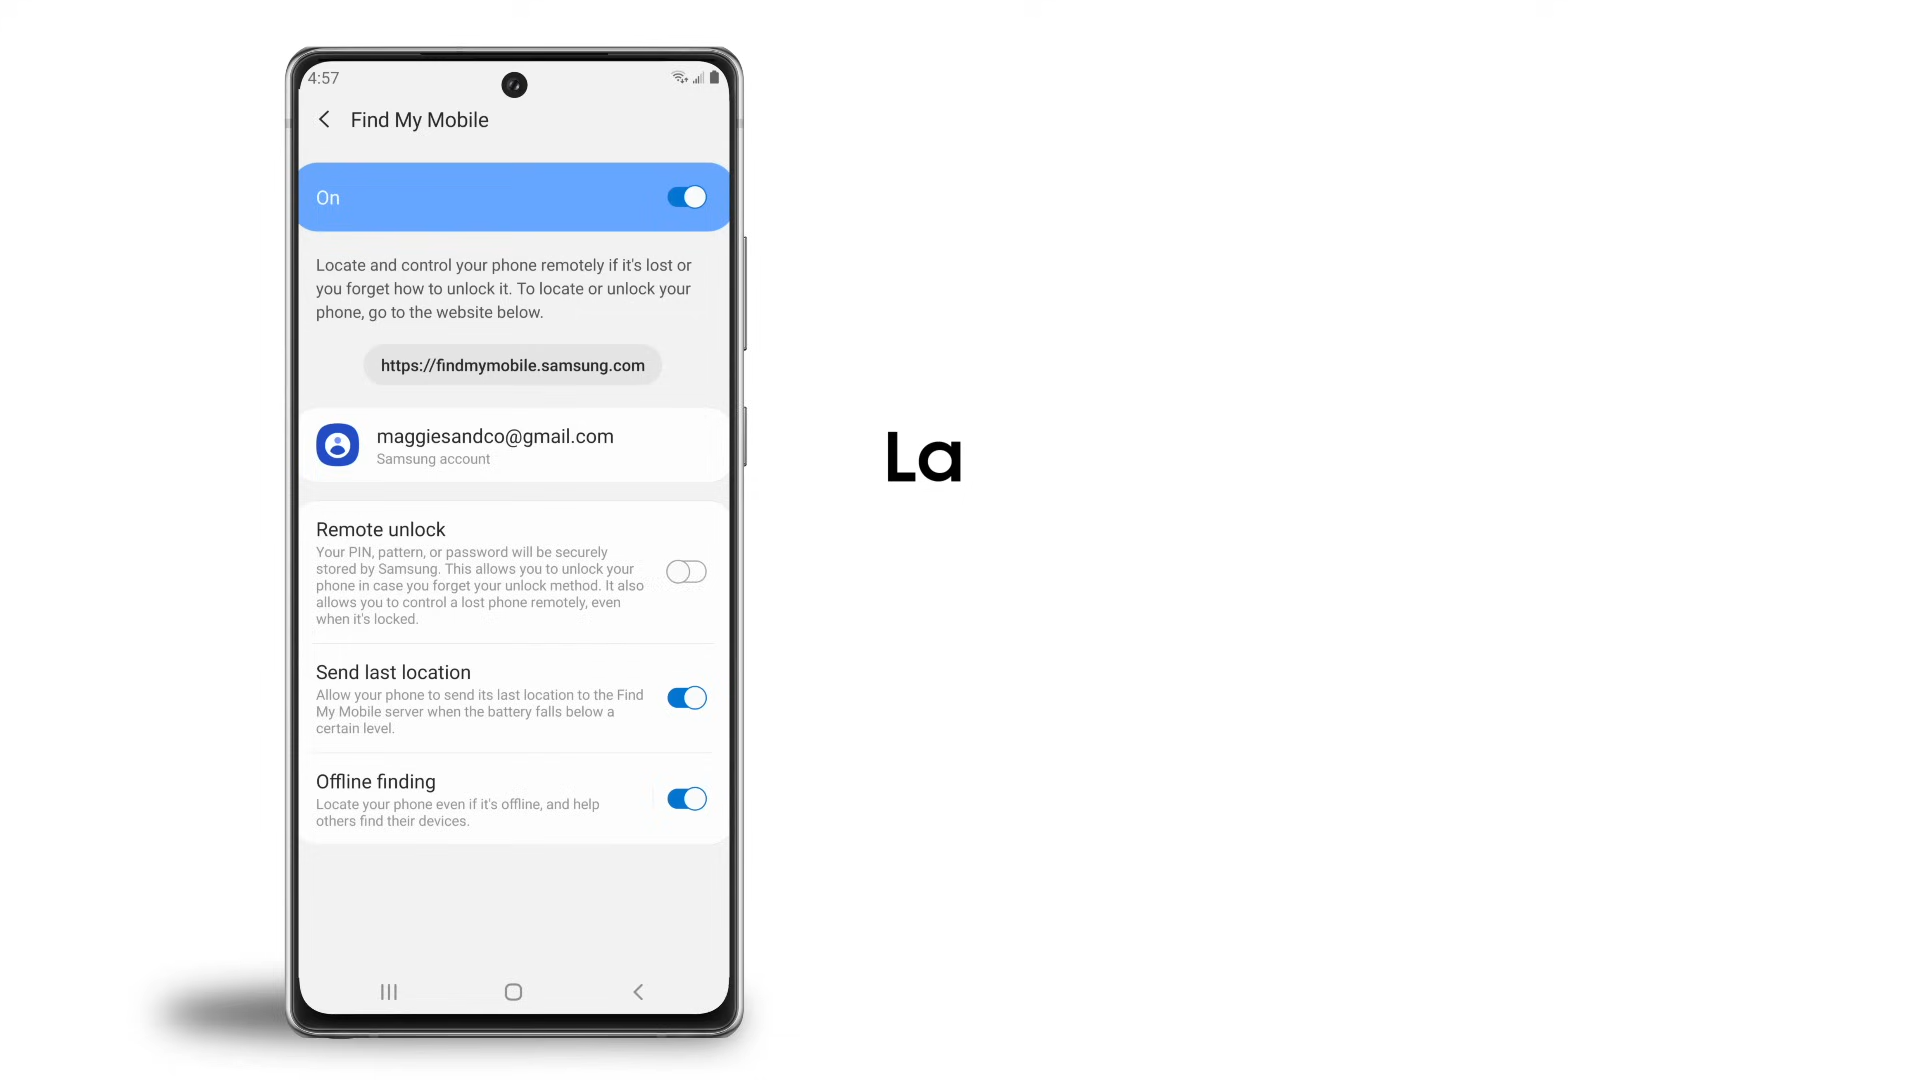 4:57
Find My Mobile
On
Locate and control your phone remotely if it's lost or
you forget how to unlock it. To locate or unlock your
phone, go to the website below.
https://findmymobile.samsung.com
maggiesandco@gmail.com
Samsung account
Remote unlock
Your PIN, pattern, or password will be securely
stored by Samsung. This allows you to unlock your
phone in case you forget your unlock method. It also
allows you to control a lost phone remotely, even
when it's locked.
Send last location
Allow your phone to send its last location to the Find
My Mobile server when the battery falls below a
certain level.
Offline finding
Locate your phone even if it's offline, and help
others find their devices.
La